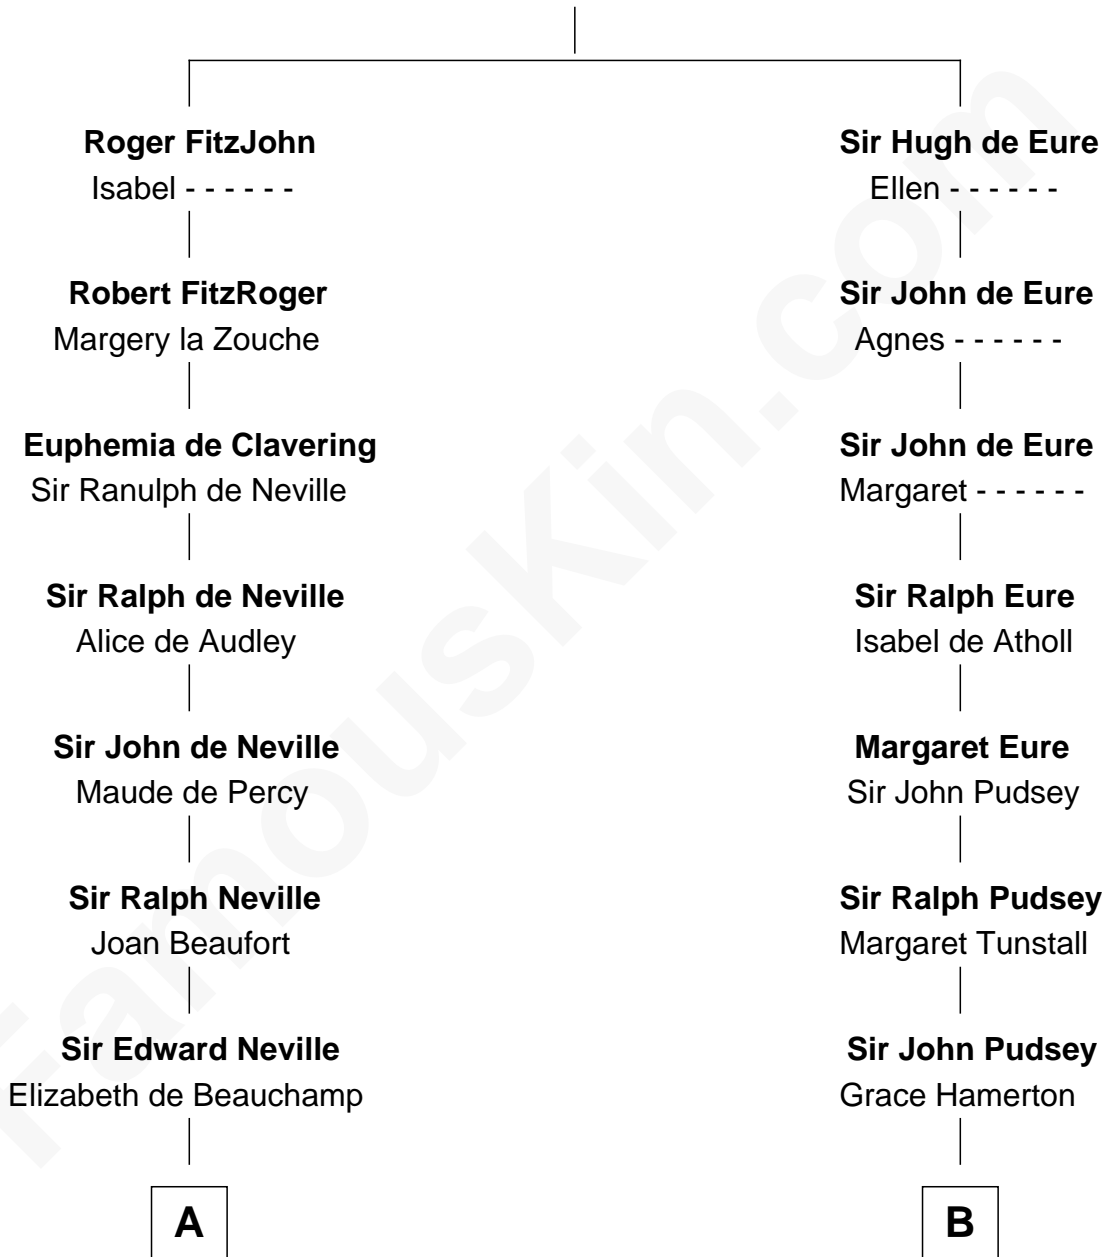 Roger FitzJohn
Isabel - - - - - -
Robert FitzRoger
Margery la Zouche
Euphemia de Clavering
Sir Ranulph de Neville
Sir Ralph de Neville
Alice de Audley
Sir John de Neville
Maude de Percy
Sir Ralph Neville
Joan Beaufort
Sir Edward Neville
Elizabeth de Beauchamp
A
Sir Hugh de Eure
Ellen - - - - - -
Sir John de Eure
Agnes - - - - - -
Sir John de Eure
Margaret - - - - - -
Sir Ralph Eure
Isabel de Atholl
Margaret Eure
Sir John Pudsey
Sir Ralph Pudsey
Margaret Tunstall
Sir John Pudsey
Grace Hamerton
B
FamousKin.com